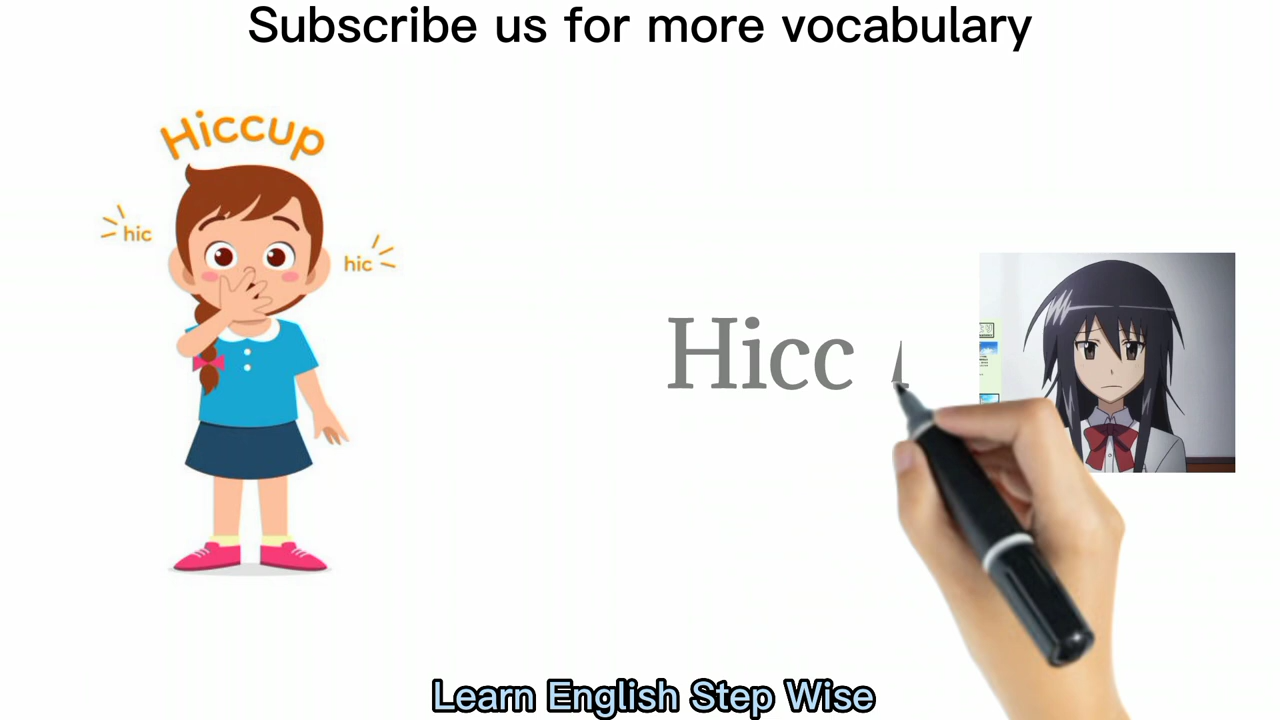 Subscribe us for more vocabulary
Hiccup
hic
hic
Hicc
Learn English Step Wise